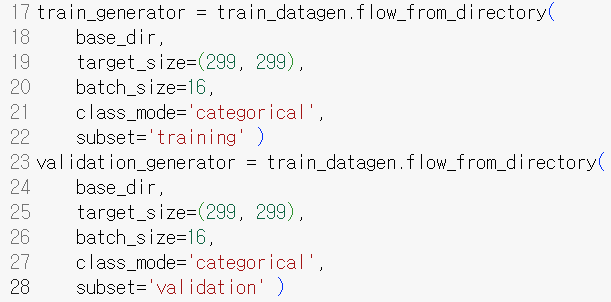 17 train_generator = train_datagen.flow_from_directory(
18     base_dir,
19     target_size=(299, 299),
20     batch_size=16,
21     class_mode='categorical',
22     subset='training' )
23 validation_generator = train_datagen.flow_from_directory(
24     base_dir,
25     target_size=(299, 299),
26     batch_size=16,
27     class_mode='categorical',
28     subset='validation' )